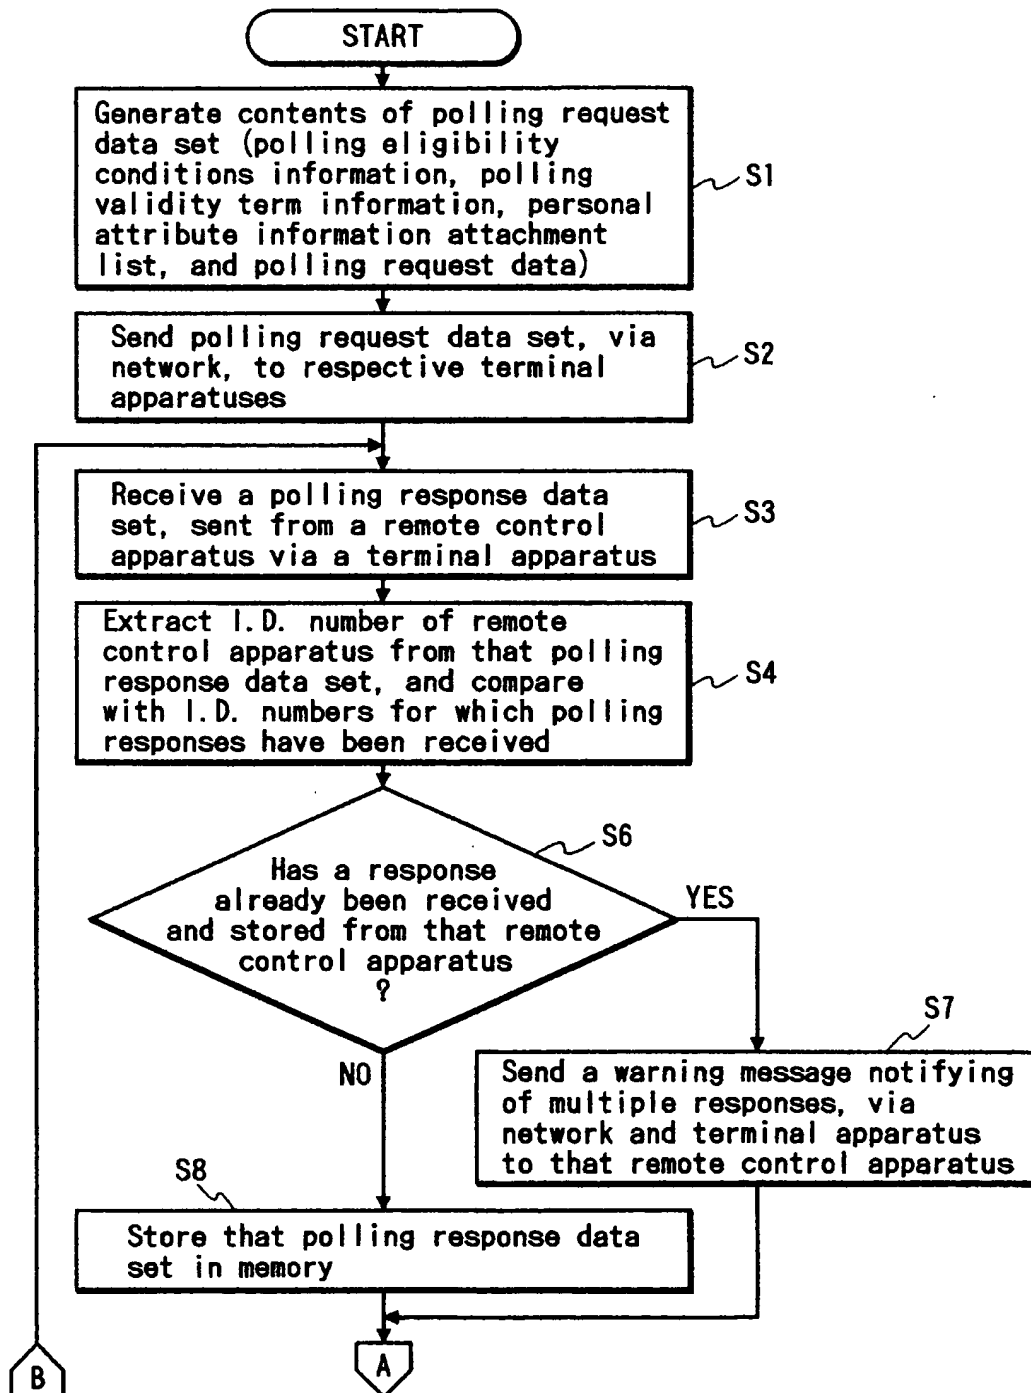 START
Generate contents of polling request
data set (polling eligibility
conditions information, polling
validity term information, personal
attribute information attachment
list, and polling request data)
S1
Send polling request data set, via
network, to respective terminal
apparatuses
S2
Receive a polling response data
set, sent from a remote control
apparatus via a terminal apparatus
S3
Extract I.D. number of remote
control apparatus from that polling
response data set, and compare
with I.D. numbers for which polling
responses have been received
S4
S6
Has a response
already been received
and stored from that remote
control apparatus
?
YES
NO
S7
Send a warning message notifying
of multiple responses, via
network and terminal apparatus
to that remote control apparatus
S8
Store that polling response data
set in memory
B
A